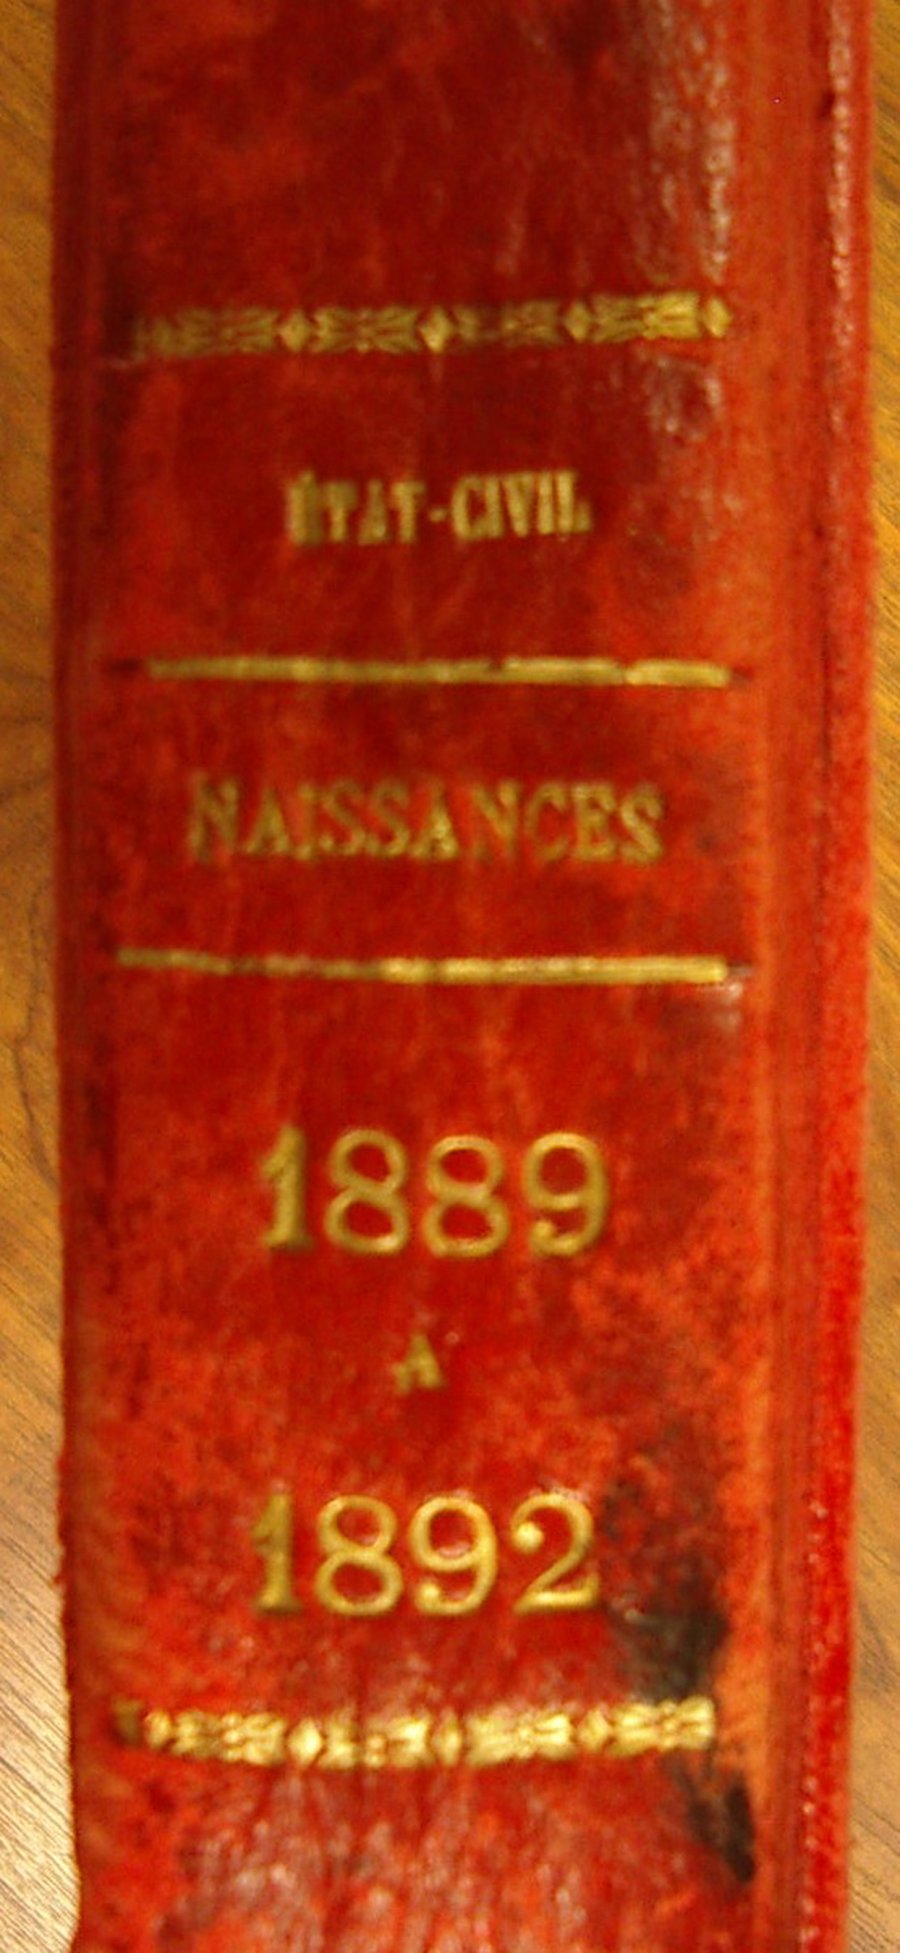 ÉTAT-CIVIL
NAISSANCES
1889
A
1892